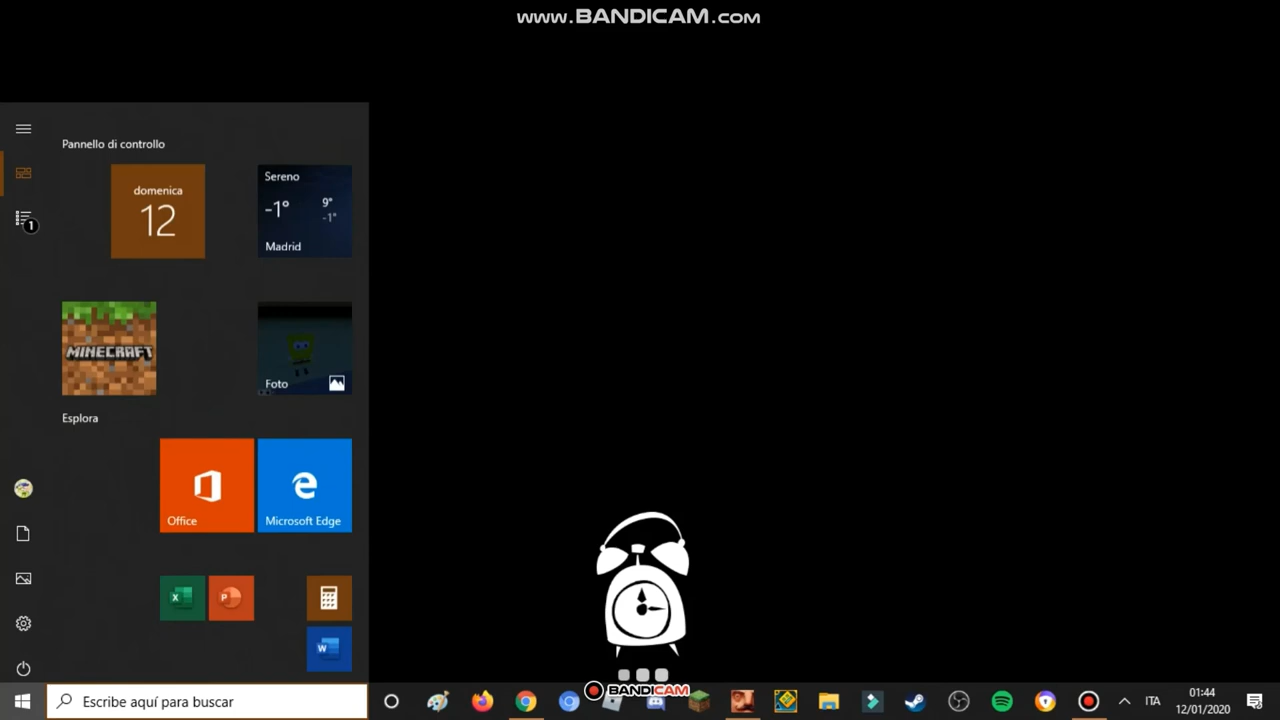 www.BANDICAM.com
Pannello di controllo
domenica
12
Sereno
-1°
9°
-1°
Madrid
MINECRAFT
Foto
1
Esplora
Office
Microsoft Edge
X
P
W
BANDICAM
Escribe aquí para buscar
ITA
01:44
12/01/2020